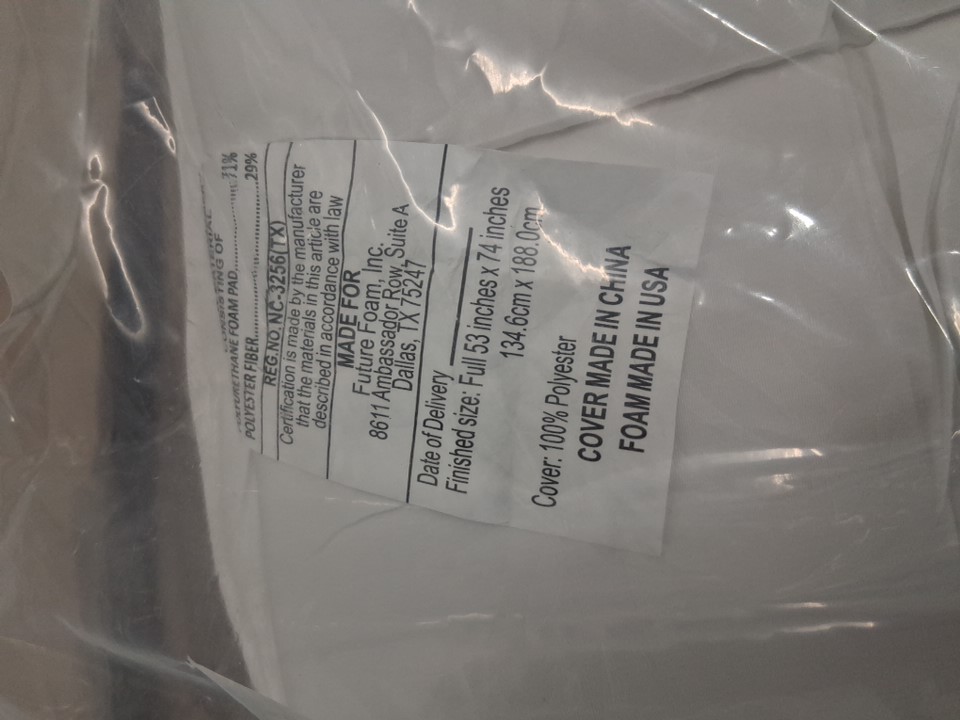 CONSISTING OF
POLYURETHANE FOAM PAD..................71%
POLYESTER FIBER..........................29%
REG.NO.NC-3256(TX)
Certification is made by the manufacturer
that the materials in this article are
described in accordance with law
MADE FOR
Future Foam, Inc.
8611 Ambassador Row, Suite A
Dallas, TX 75247
Date of Delivery ____________
Finished size: Full 53 inches x 74 inches
134.6cm x 188.0cm
Cover: 100% Polyester
COVER MADE IN CHINA
FOAM MADE IN USA